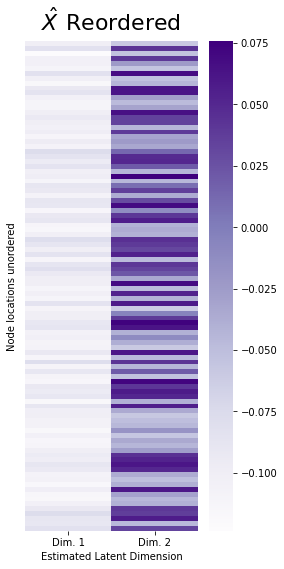 X̂ Reordered
0.075
0.050
0.025
0.000
−0.025
−0.050
−0.075
−0.100
Node locations unordered
Dim. 1 Dim. 2
Estimated Latent Dimension